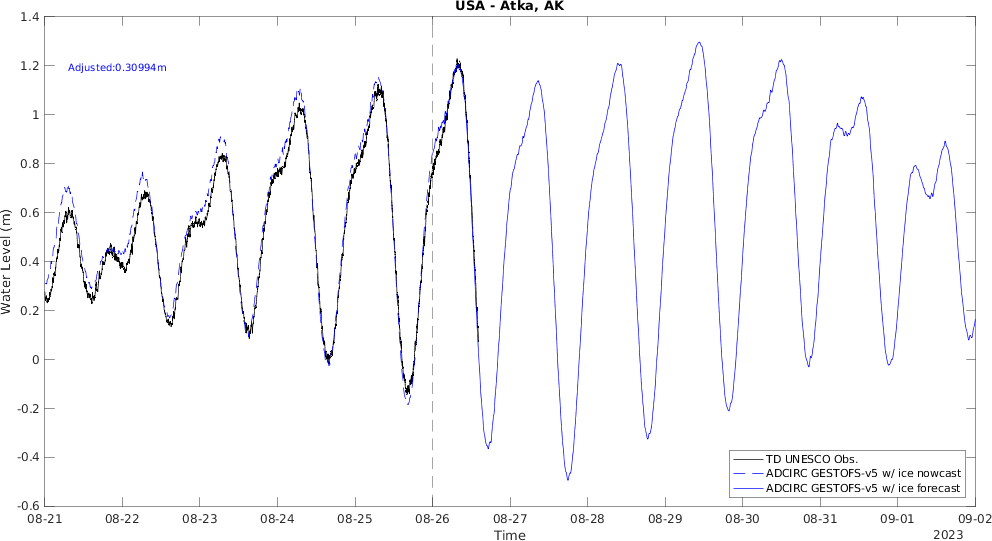 USA - Atka, AK
Adjusted:0.30994m
Water Level (m)
1.4
1.2
1
0.8
0.6
0.4
0.2
0
-0.2
-0.4
-0.6
TD UNESCO Obs.
ADCIRC GESTOFS-v5 w/ ice nowcast
ADCIRC GESTOFS-v5 w/ ice forecast
08-21 08-22 08-23 08-24 08-25 08-26 08-27 08-28 08-29 08-30 08-31 09-01 09-02
Time
2023